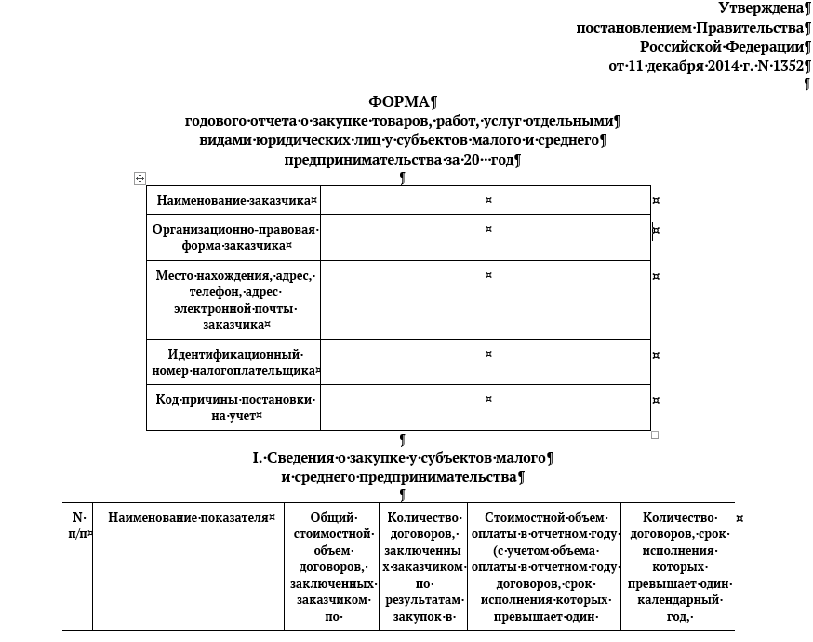 Утверждена
постановлением Правительства
Российской Федерации
от 11 декабря 2014 г. N 1352
ФОРМА
годового отчета о закупке товаров, работ, услуг отдельными
видами юридических лиц у субъектов малого и среднего
предпринимательства за 20   год
Наименование заказчика
Организационно-правовая
форма заказчика
Место нахождения, адрес,
телефон, адрес
электронной почты
заказчика
Идентификационный
номер налогоплательщика
Код причины постановки
на учет
I. Сведения о закупке у субъектов малого
и среднего предпринимательства
N
п/п
Наименование показателя
Общий
стоимостной
объем
договоров,
заключенных
заказчиком
по
Количество
договоров,
заключенны
х заказчиком
по
результатам
закупок в
Стоимостной объем
оплаты в отчетном году
(с учетом объема
оплаты в отчетном году
договоров, срок
исполнения которых
превышает один
Количество
договоров, срок
исполнения
которых
превышает один
календарный
год,